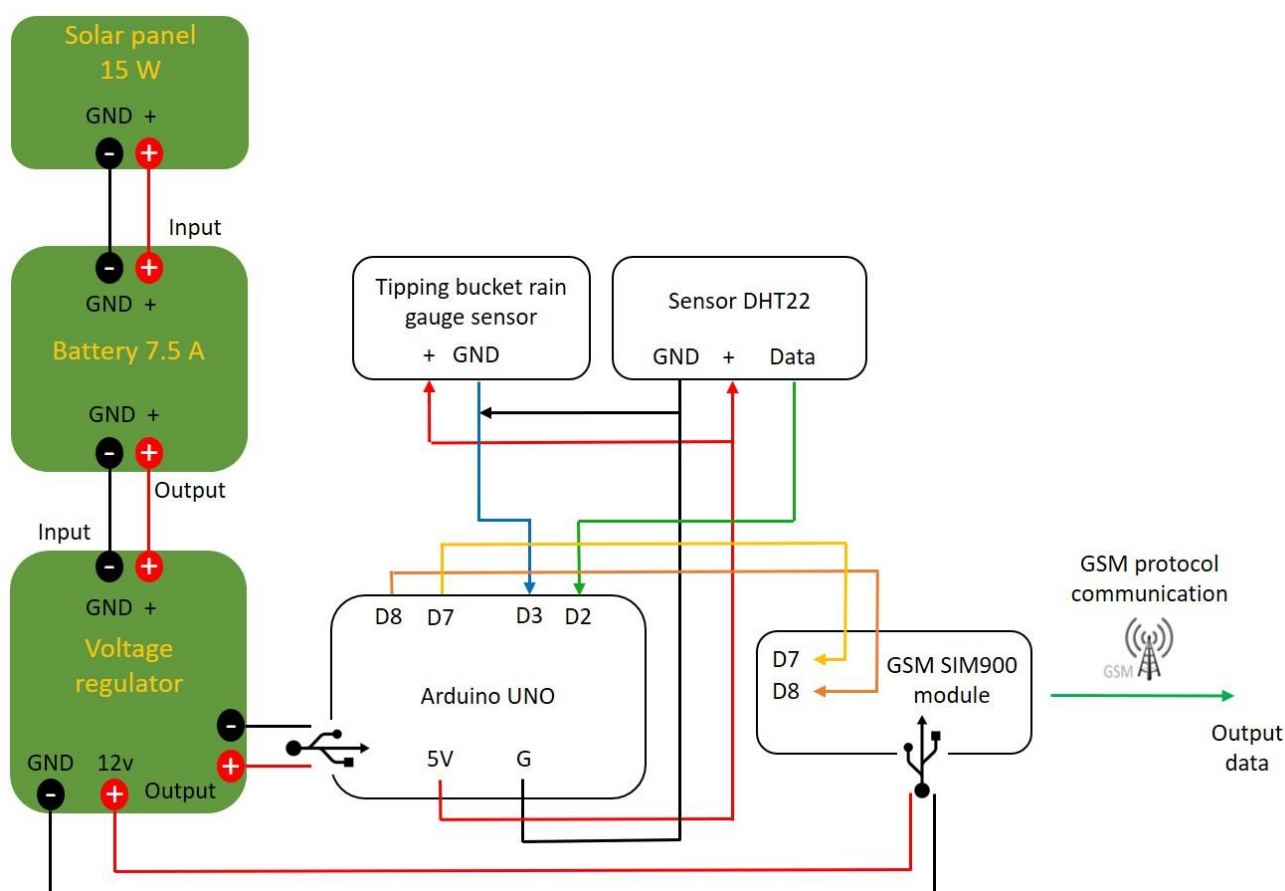 Solar panel
15 W
GND +
- +
Input
- +
GND +
Battery 7.5 A
GND +
- +
Output
Input
- +
GND +
Voltage
regulator
-
+
GND 12v
Output
- +
Tipping bucket rain
gauge sensor
+ GND
Sensor DHT22
GND + Data
D8 D7 D3 D2
Arduino UNO
5V G
D7
D8
GSM SIM900
module
GSM protocol
communication
GSM
Output
data